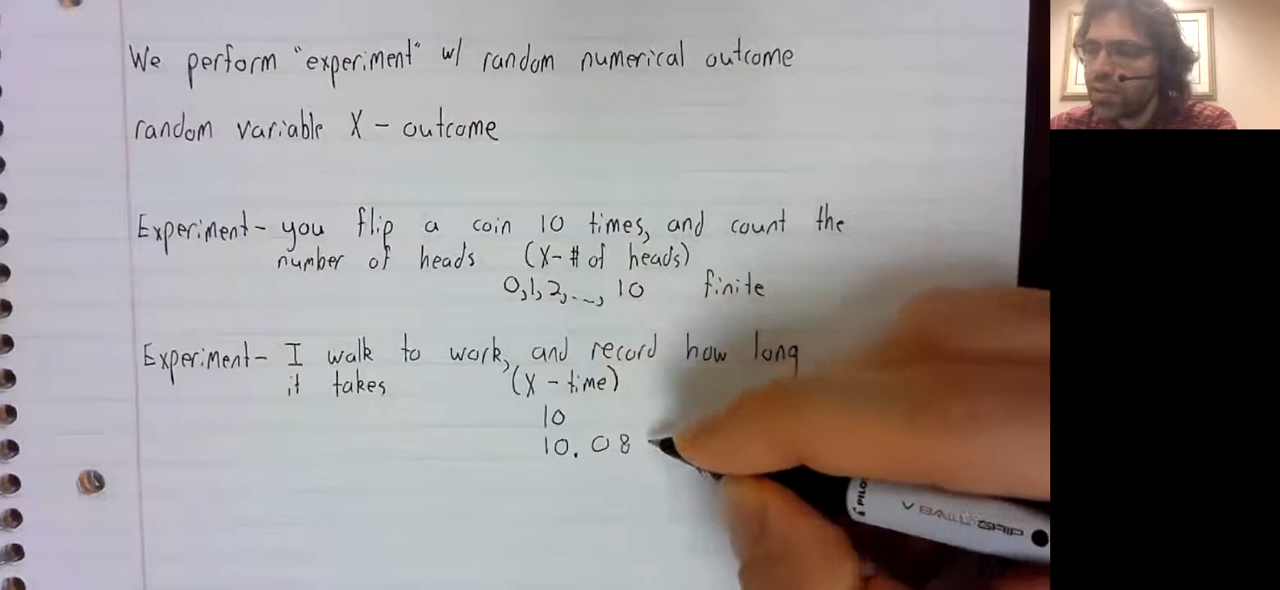 We perform "experiment" w/ random numerical outcome
random variable X - outcome
Experiment- you flip a coin 10 times, and count the
number of heads (X- # of heads)
0,1,2,..., 10 finite
Experiment- I walk to work, and record how long
it takes (X - time)
10
10.08
PILOT
V BALL GRIP